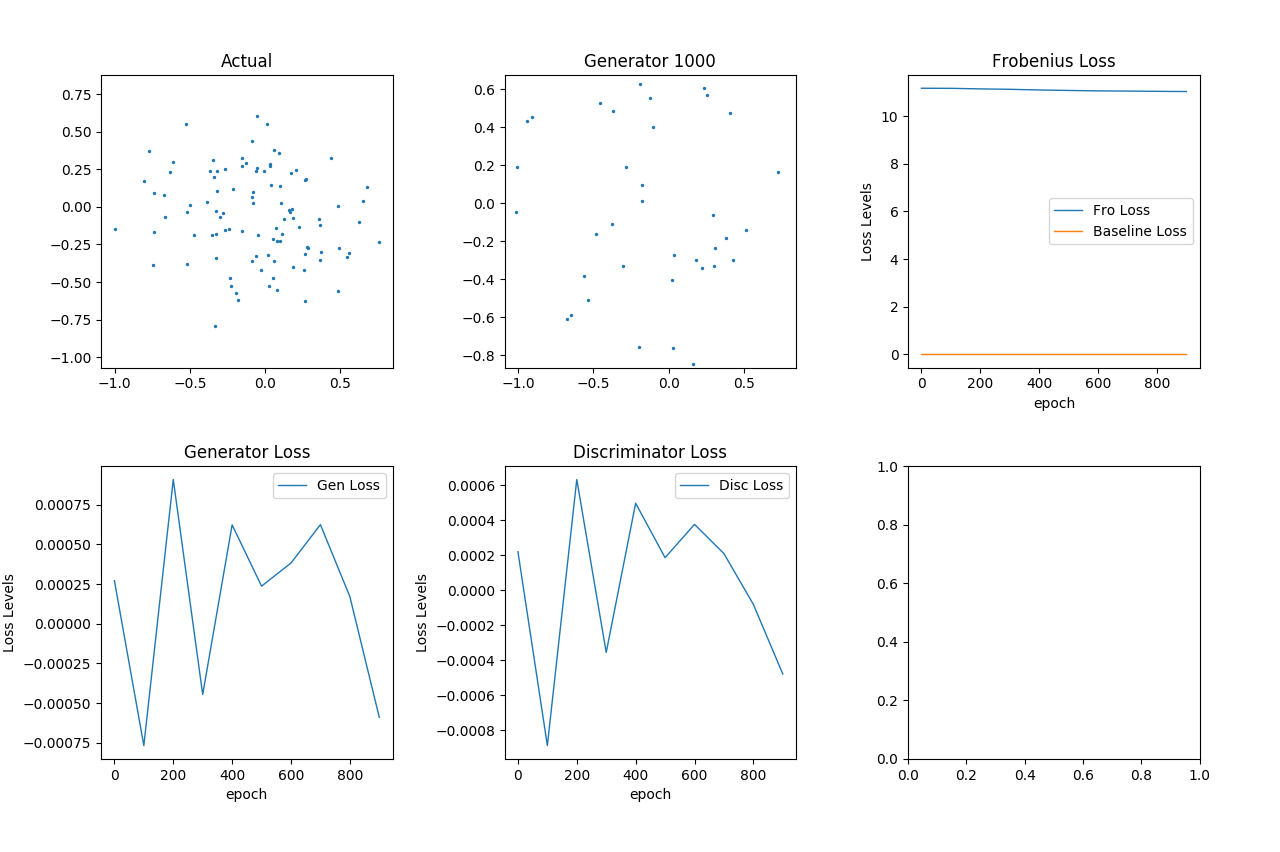 Actual
0.75
0.50
0.25
0.00
−0.25
−0.50
−0.75
−1.00
−1.0 −0.5 0.0 0.5
Generator 1000
0.6
0.4
0.2
0.0
−0.2
−0.4
−0.6
−0.8
−1.0 −0.5 0.0 0.5
Frobenius Loss
Loss Levels
10
8
6
4
2
0
Fro Loss
Baseline Loss
0 200 400 600 800
epoch
Generator Loss
Loss Levels
0.00075
0.00050
0.00025
0.00000
−0.00025
−0.00050
−0.00075
Gen Loss
0 200 400 600 800
epoch
Discriminator Loss
Loss Levels
0.0006
0.0004
0.0002
0.0000
−0.0002
−0.0004
−0.0006
−0.0008
Disc Loss
0 200 400 600 800
epoch
1.0
0.8
0.6
0.4
0.2
0.0
0.0 0.2 0.4 0.6 0.8 1.0